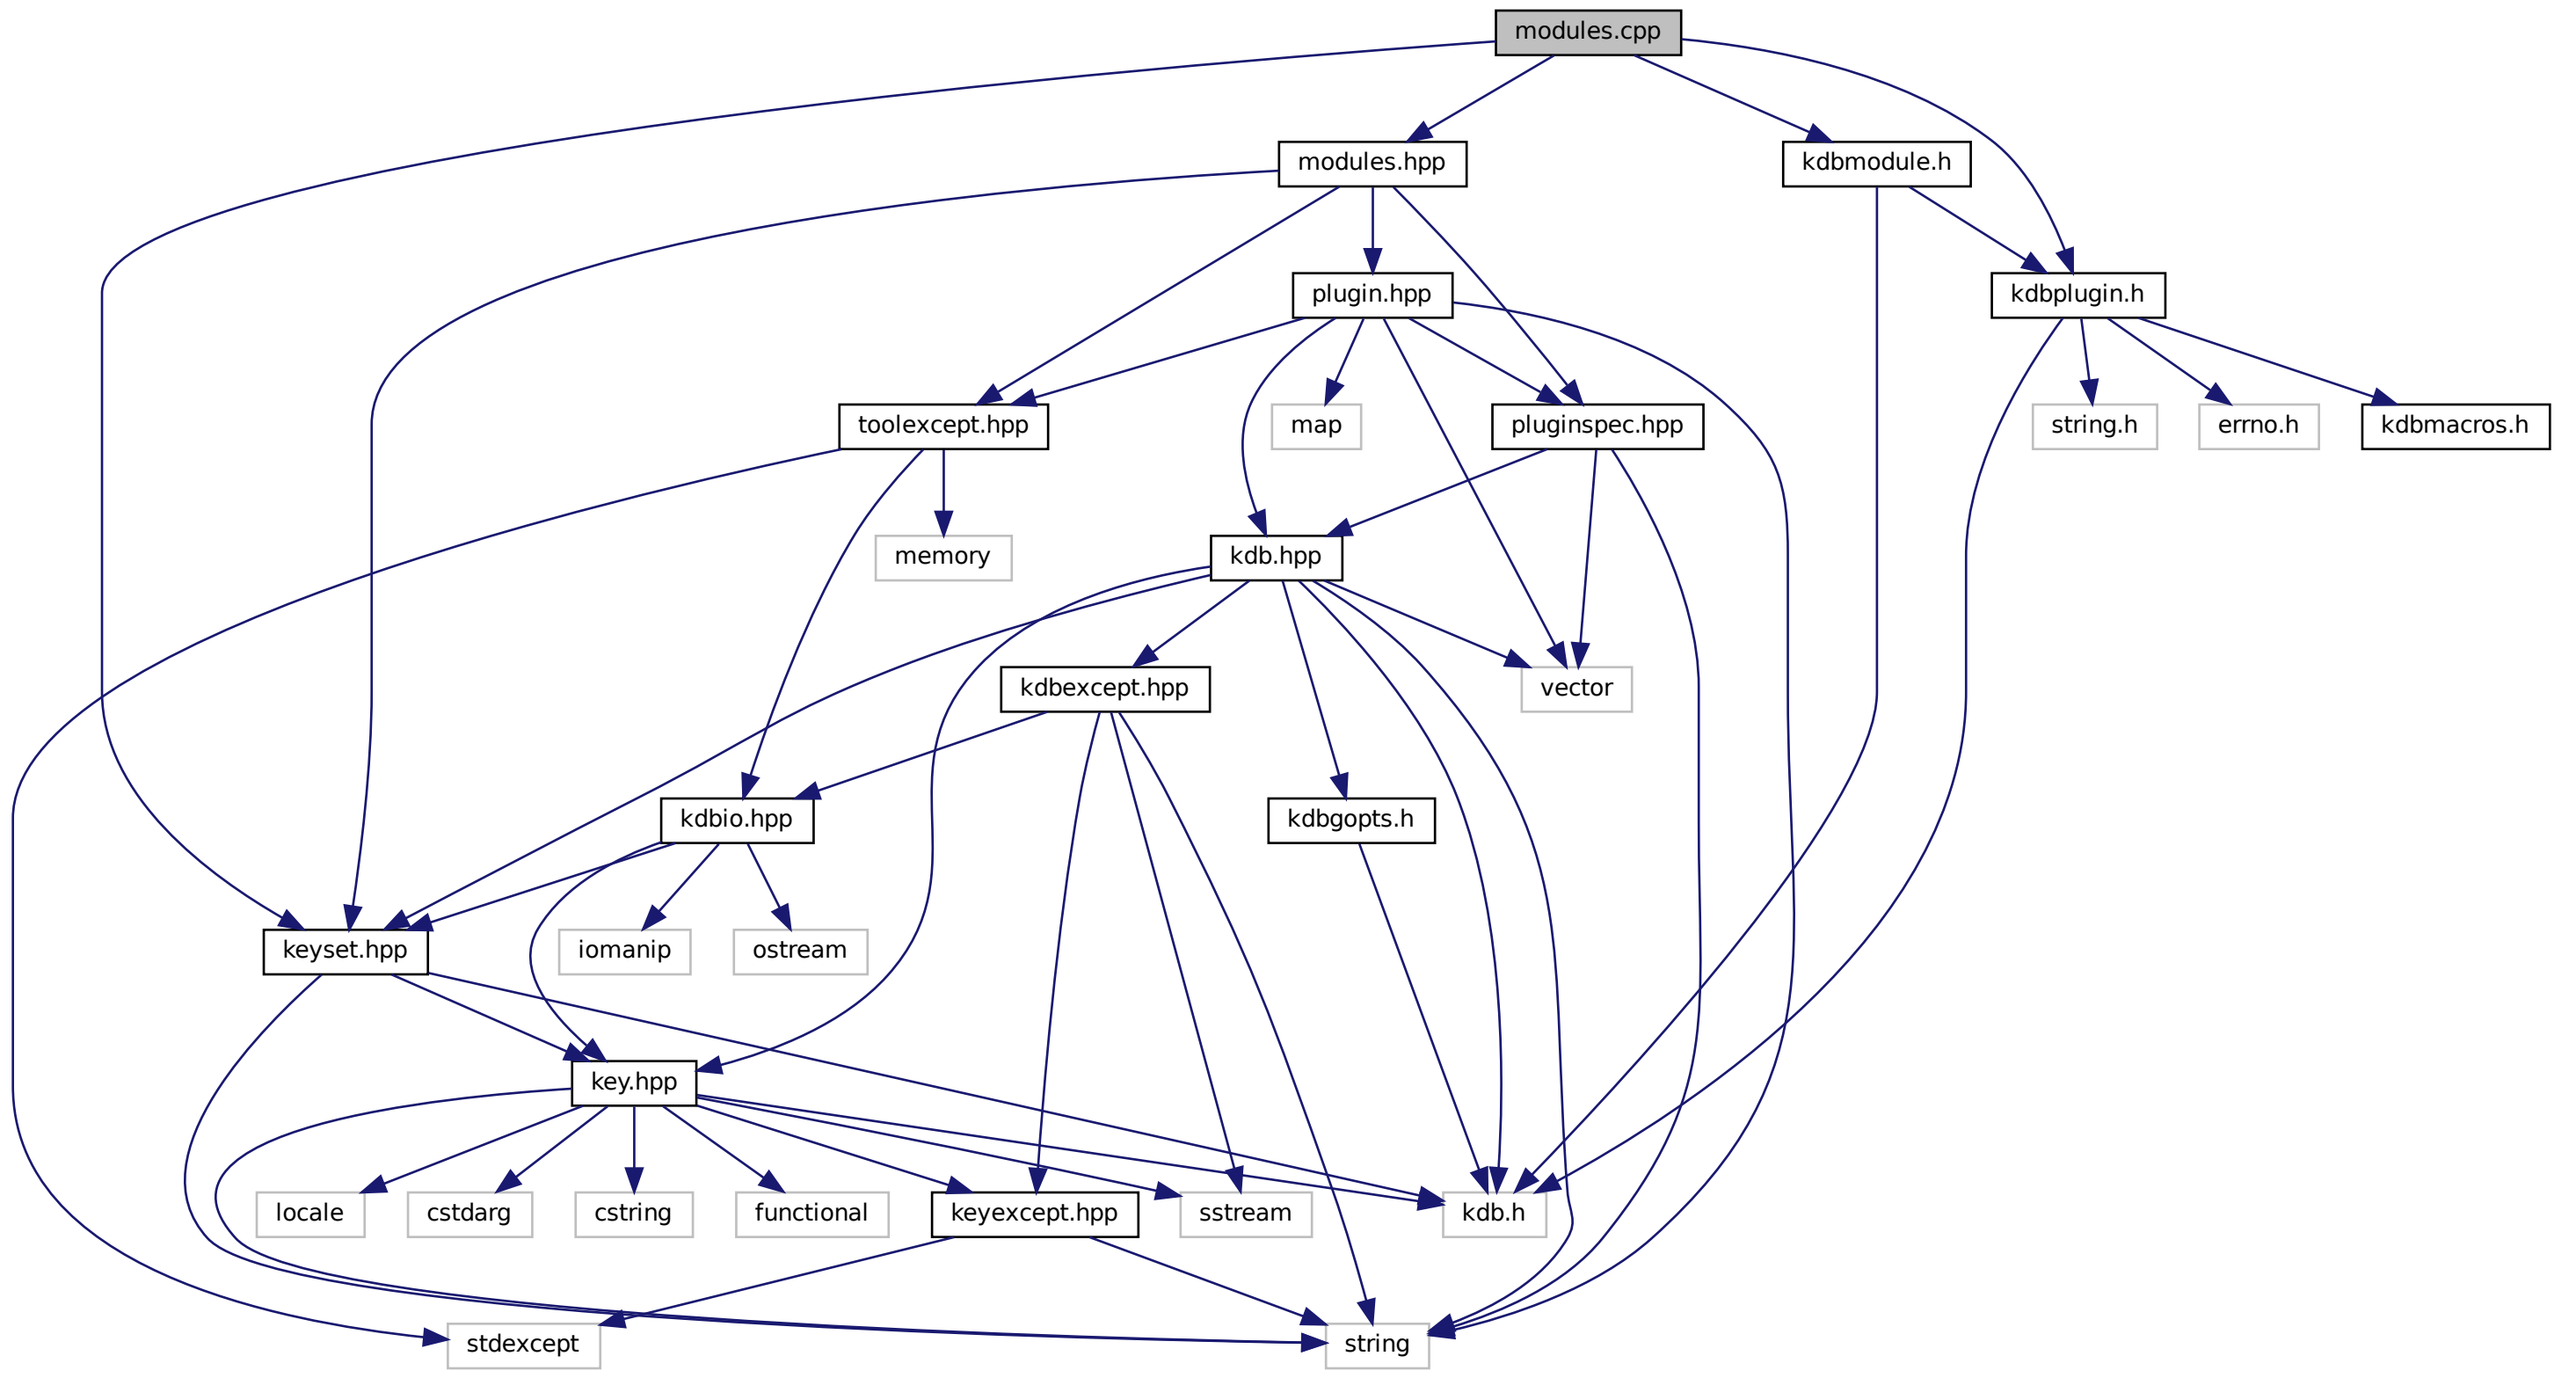 modules.cpp
modules.hpp
kdbmodule.h
plugin.hpp
kdbplugin.h
toolexcept.hpp
map
pluginspec.hpp
string.h
errno.h
kdbmacros.h
memory
kdb.hpp
kdbexcept.hpp
vector
kdbio.hpp
kdbgopts.h
keyset.hpp
iomanip
ostream
key.hpp
locale
cstdarg
cstring
functional
keyexcept.hpp
sstream
kdb.h
stdexcept
string